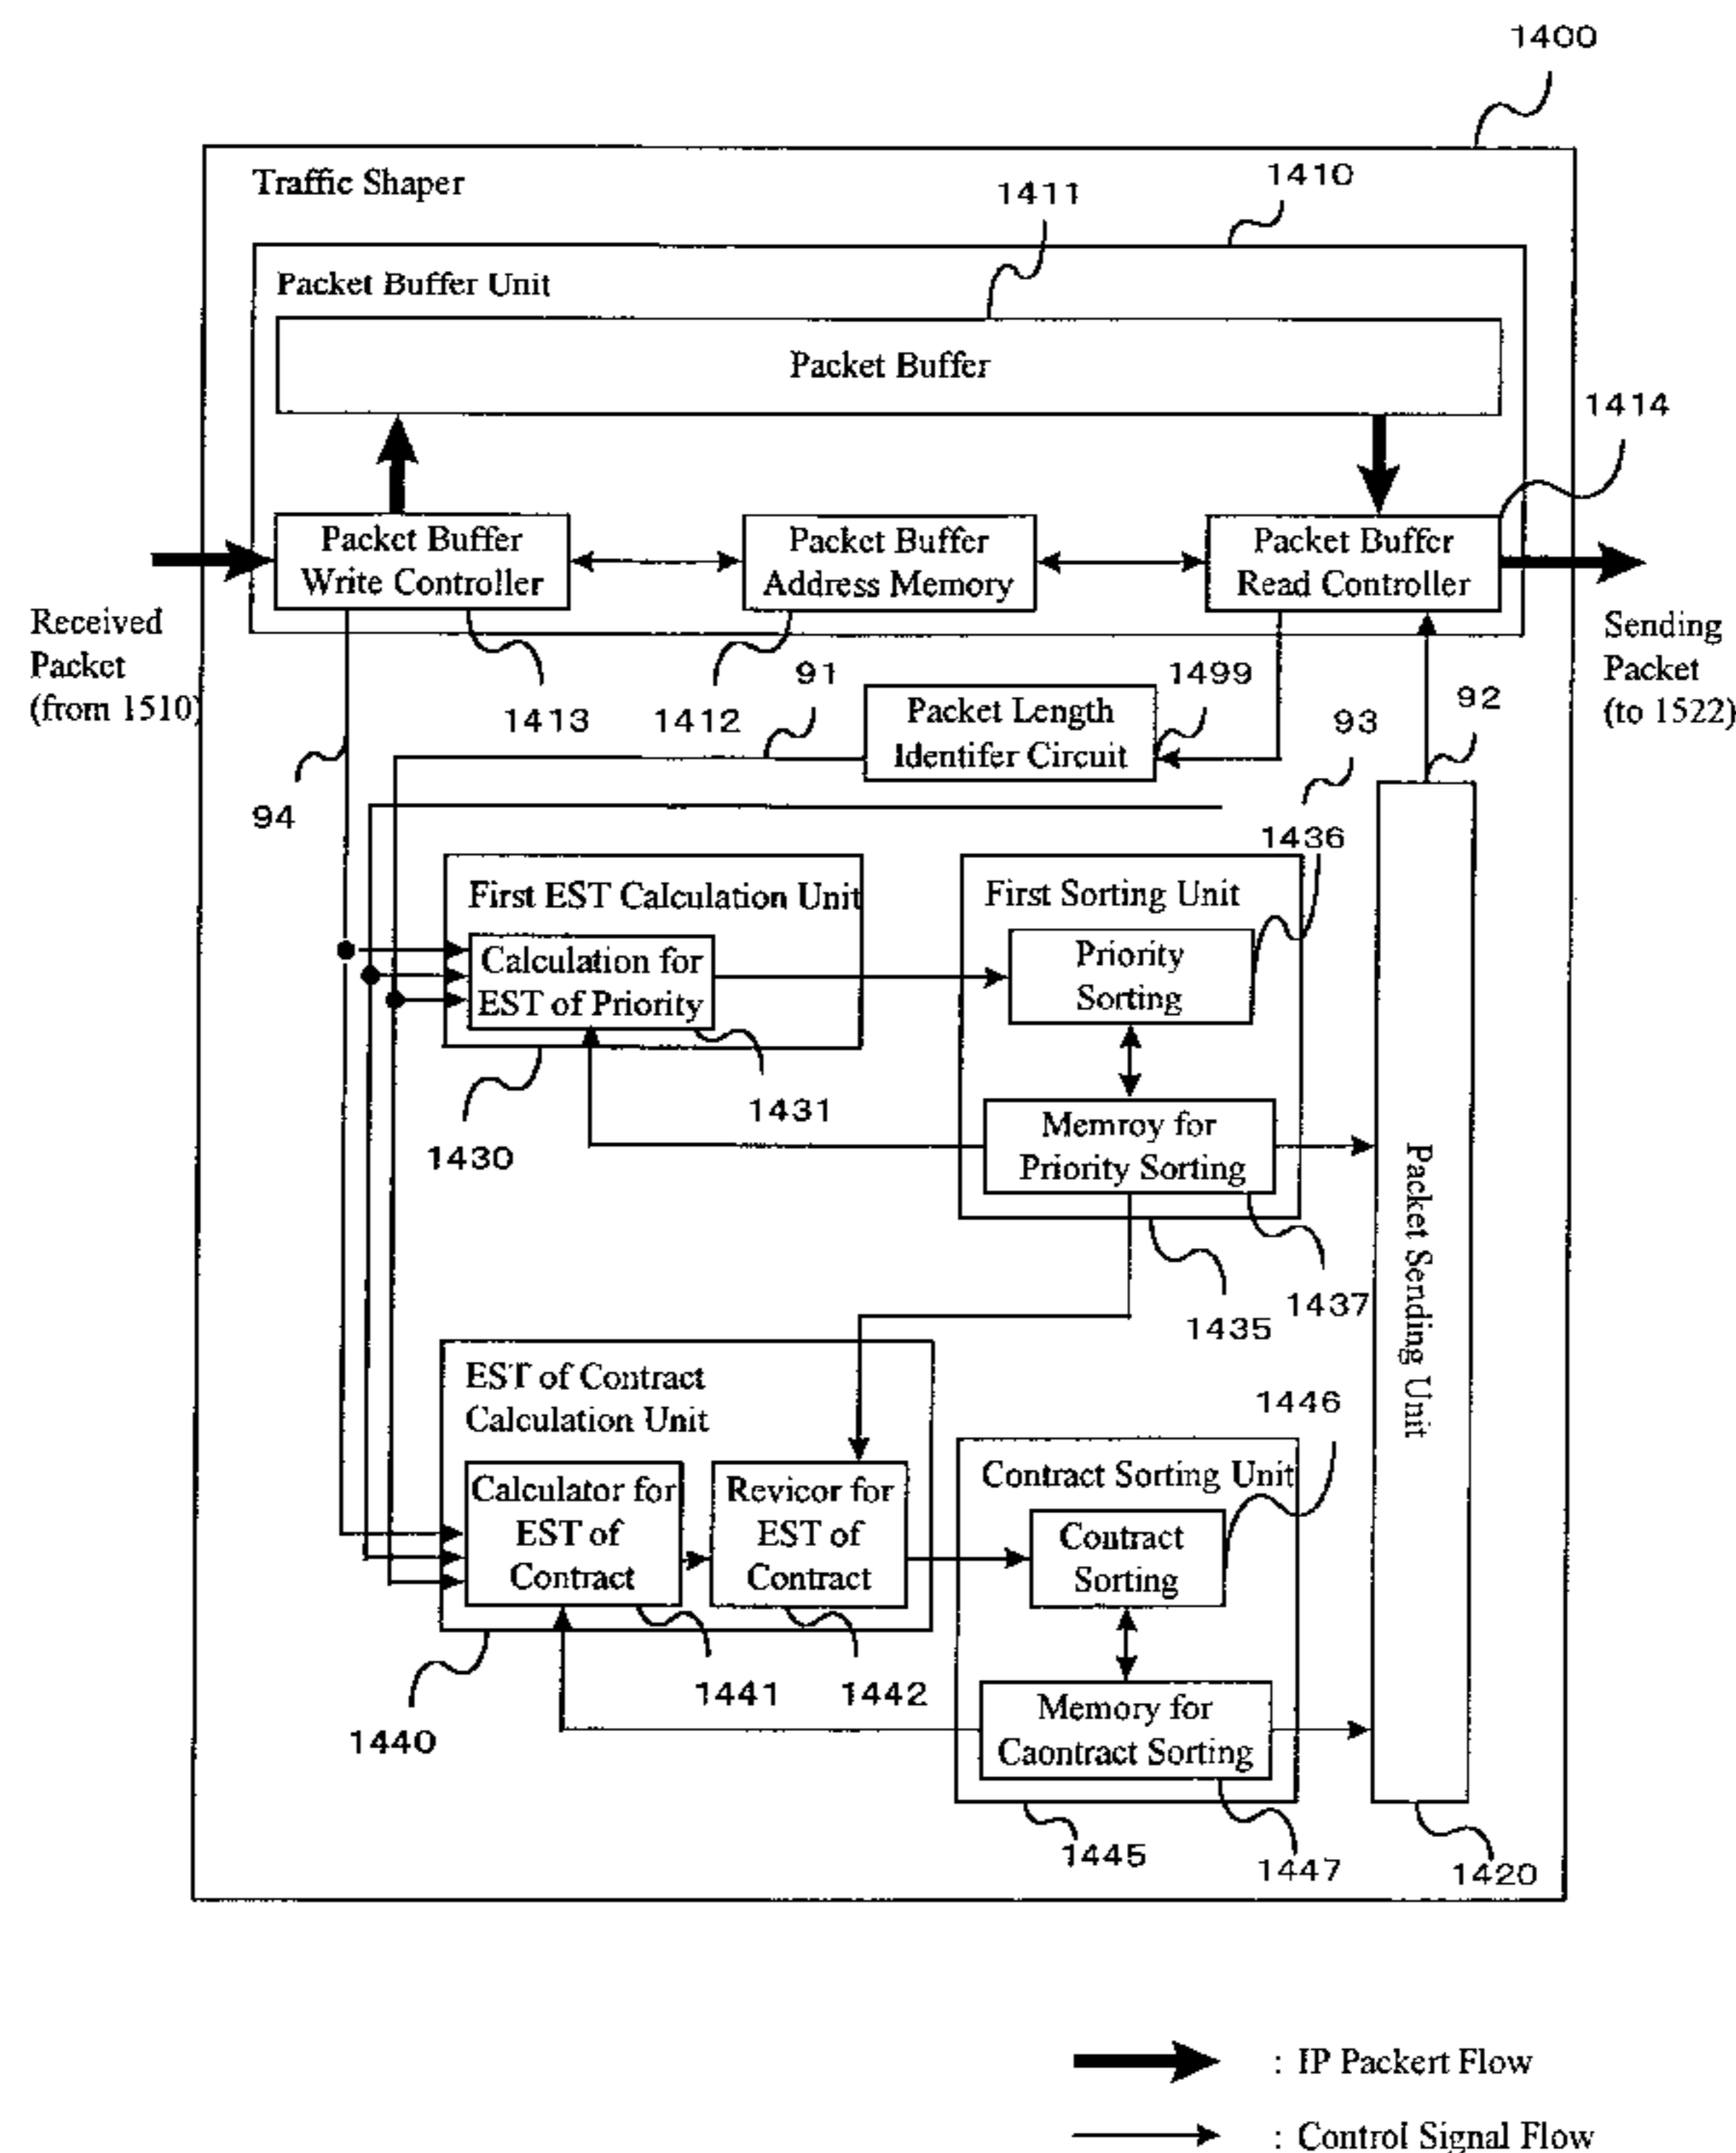 1400
Traffic Shaper
1410
1411
Packet Buffer Unit
Packet Buffer
1414
Packet Buffer
Write Controller
Packet Buffer
Address Memory
Packet Buffer
Read Controller
Received
Packet
(from 1510)
Sending
Packet
(to 1522)
1413
1412
91
1499
93
92
Packet Length
Identifer Circuit
94
1436
First EST Calculation Unit
Calculation for
EST of Priority
First Sorting Unit
Priority
Sorting
1431
1430
Memroy for
Priority Sorting
Packet Sending Unit
1437
1435
EST of Contract
Calculation Unit
1446
Contract Sorting Unit
Calculator for
EST of
Contract
Revicor for
EST of
Contract
Contract
Sorting
1441
1442
1440
Memory for
Caontract Sorting
1445
1447
1420
: IP Packert Flow
: Control Signal Flow